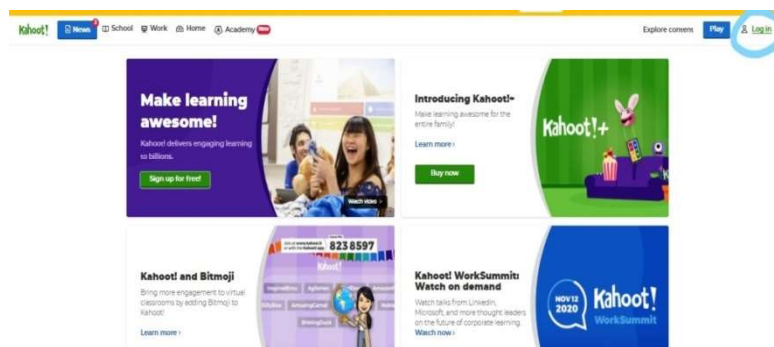 Kahoot!
News
School
Work
Home
Academy
Explore content
Play
Log in
Make learning
awesome!
Kahoot! delivers engaging learning
to billions.
Sign up for free!
Watch video
Introducing Kahoot!+
Make learning awesome for the
entire family!
Learn more ›
Buy now
Kahoot!+
Kahoot! and Bitmoji
Bring more engagement to virtual
classrooms by adding Bitmoji to
Kahoot!
Learn more ›
823 8597
Kahoot!
AmazingGamer
BriningDuck
Kahoot! WorkSummit:
Watch on demand
Watch talks from LinkedIn,
Microsoft, and more thought leaders
on the future of corporate learning.
Watch now ›
NOV 12
2020
Kahoot!
WorkSummit